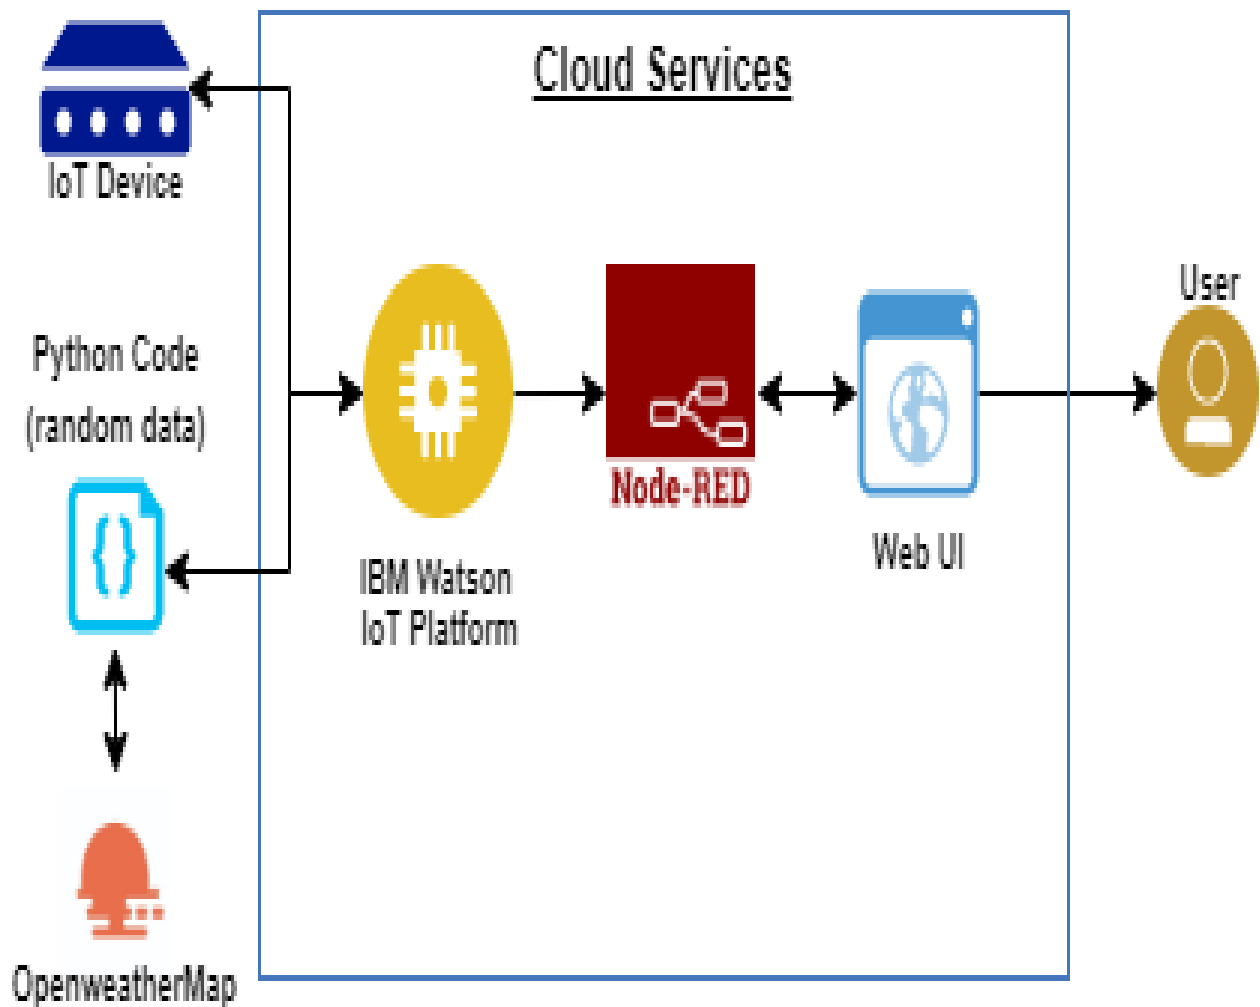 Cloud Services
IoT Device
User
Python Code
(random data)
Node-RED
Web UI
IBM Watson
IoT Platform
OpenweatherMap